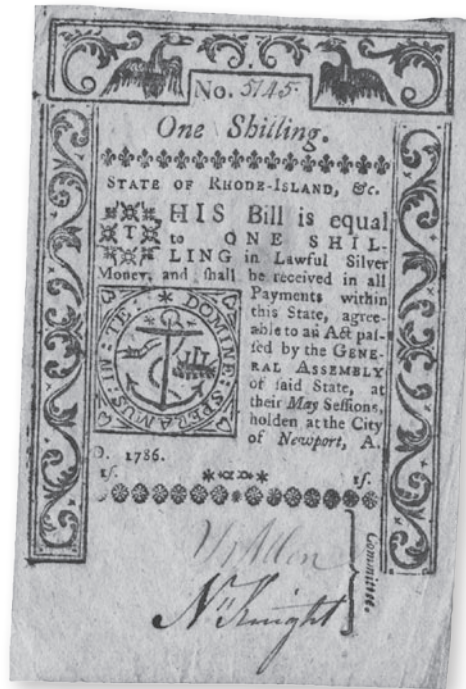 No. 5145
One Shilling.
STATE OF RHODE-ISLAND, &c.
THIS Bill is equal
to ONE SHIL-
LING in Lawful Silver
Money, and ſhall be received in all
Payments within
this State, agree-
able to an Act paſ-
ſed by the GENE-
RAL ASSEMBLY
of ſaid State, at
their May Seſſions,
holden at the City
of Newport, A.
D. 1786.
IN : TE : DOMINE : SPERAMUS :
1ſ. 1ſ.
Allen
Knight
Committee.